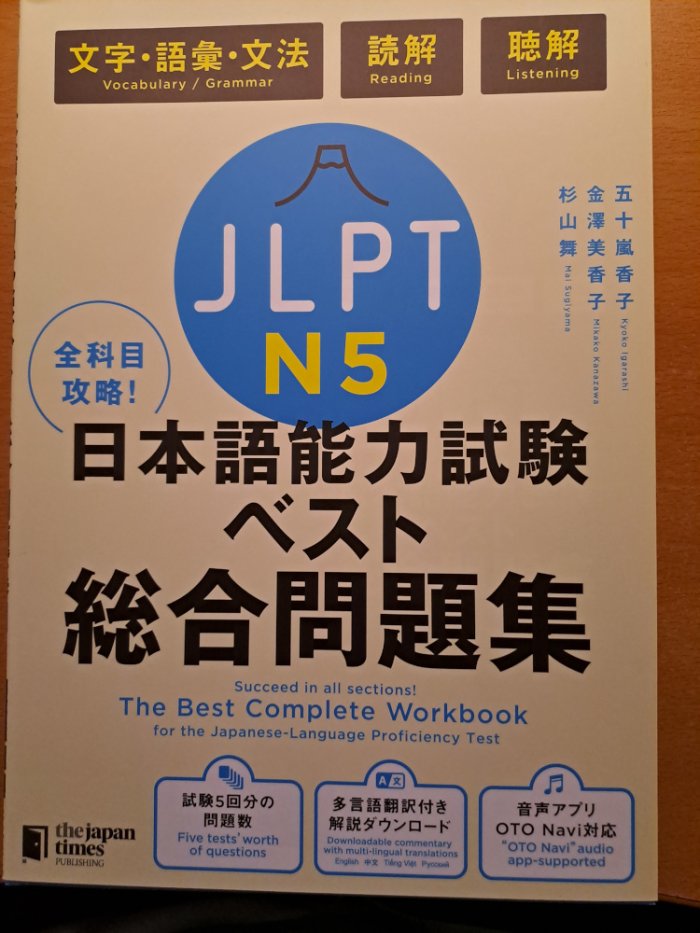 文字・語彙・文法
Vocabulary / Grammar
読解
Reading
聴解
Listening
JLPT
N5
五十嵐香子 Kyoko Igarashi
金澤美香子 Mikako Kanazawa
杉山舞 Mai Sugiyama
全科目
攻略!
日本語能力試験
ベスト
総合問題集
Succeed in all sections!
The Best Complete Workbook
for the Japanese-Language Proficiency Test
試験5回分の
問題数
Five tests' worth
of questions
多言語翻訳付き
解説ダウンロード
Downloadable commentary
with multi-lingual translations
English 中文 Tiếng Việt Русский
音声アプリ
OTO Navi対応
"OTO Navi" audio
app-supported
A文
the japan
times
PUBLISHING